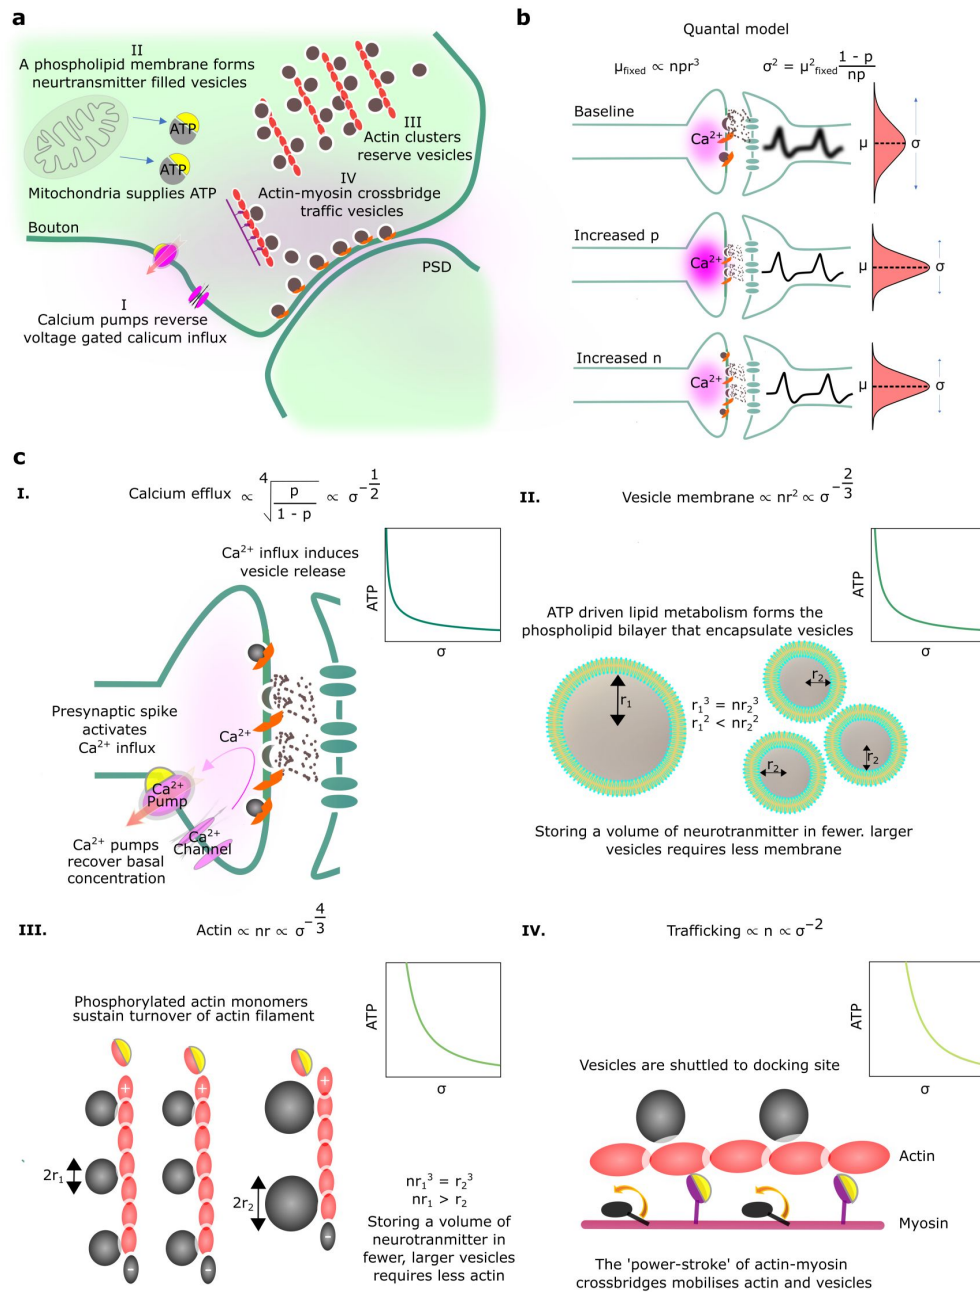 a
II
A phospholipid membrane forms
neurtransmitter filled vesicles
ATP
ATP
Mitochondria supplies ATP
III
Actin clusters
reserve vesicles
IV
Actin-myosin crossbridge
traffic vesicles
Bouton
PSD
I
Calcium pumps reverse
voltage gated calicum influx
b
Quantal model
μfixed ∝ npr³
σ² = μ²fixed (1 - p)/np
Baseline
Ca²⁺
μ
σ
Increased p
Ca²⁺
μ
σ
Increased n
Ca²⁺
μ
σ
c
I.
Calcium efflux ∝ ∜(p/(1 - p)) ∝ σ^(-1/2)
Ca²⁺ influx induces
vesicle release
ATP
σ
Presynaptic spike
activates
Ca²⁺ influx
Ca²⁺
Ca²⁺
Pump
Ca²⁺
Channel
Ca²⁺ pumps
recover basal
concentration
II.
Vesicle membrane ∝ nr² ∝ σ^(-2/3)
ATP
σ
ATP driven lipid metabolism forms the
phospholipid bilayer that encapsulate vesicles
r₁
r₁³ = nr₂³
r₁² < nr₂²
r₂
r₂
r₂
Storing a volume of neurotranmitter in fewer. larger
vesicles requires less membrane
III.
Actin ∝ nr ∝ σ^(-4/3)
ATP
σ
Phosphorylated actin monomers
sustain turnover of actin filament
+
+
+
2r₁
2r₂
-
-
-
nr₁³ = r₂³
nr₁ > r₂
Storing a volume of
neurotranmitter in
fewer, larger vesicles
requires less actin
IV.
Trafficking ∝ n ∝ σ⁻²
ATP
σ
Vesicles are shuttled to docking site
Actin
Myosin
The 'power-stroke' of actin-myosin
crossbridges mobilises actin and vesicles